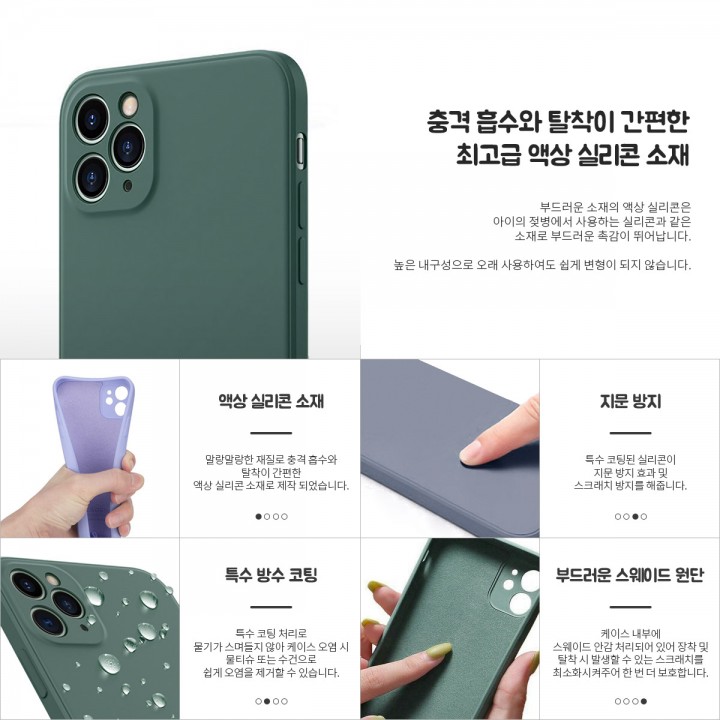 충격 흡수와 탈착이 간편한
최고급 액상 실리콘 소재
부드러운 소재의 액상 실리콘은
아이의 젖병에서 사용하는 실리콘과 같은
소재로 부드러운 촉감이 뛰어납니다.
높은 내구성으로 오래 사용하여도 쉽게 변형이 되지 않습니다.
액상 실리콘 소재
말랑말랑한 재질로 충격 흡수와
탈착이 간편한
액상 실리콘 소재로 제작 되었습니다.
지문 방지
특수 코팅된 실리콘이
지문 방지 효과 및
스크래치 방지를 해줍니다.
특수 방수 코팅
특수 코팅 처리로
물기가 스며들지 않아 케이스 오염 시
물티슈 또는 수건으로
쉽게 오염을 제거할 수 있습니다.
부드러운 스웨이드 원단
케이스 내부에
스웨이드 안감 처리되어 있어 장착 및
탈착 시 발생할 수 있는 스크래치를
최소화시켜주어 한 번 더 보호합니다.